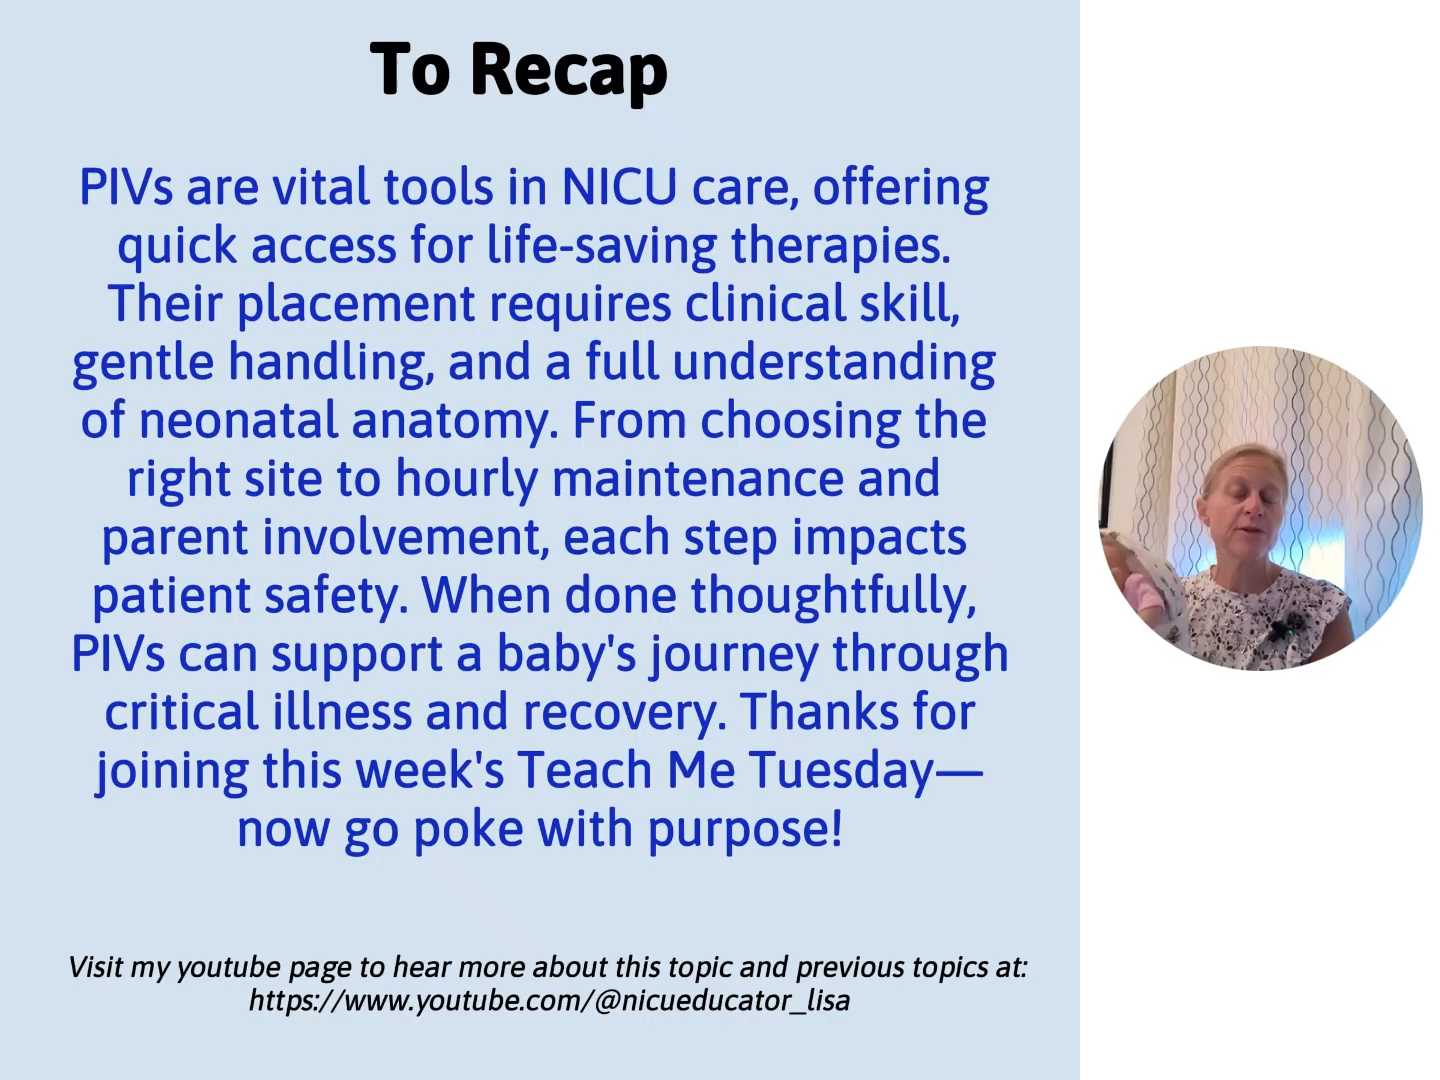 To Recap
PIVs are vital tools in NICU care, offering
quick access for life-saving therapies.
Their placement requires clinical skill,
gentle handling, and a full understanding
of neonatal anatomy. From choosing the
right site to hourly maintenance and
parent involvement, each step impacts
patient safety. When done thoughtfully,
PIVs can support a baby's journey through
critical illness and recovery. Thanks for
joining this week's Teach Me Tuesday—
now go poke with purpose!
Visit my youtube page to hear more about this topic and previous topics at:
https://www.youtube.com/@nicueducator_lisa